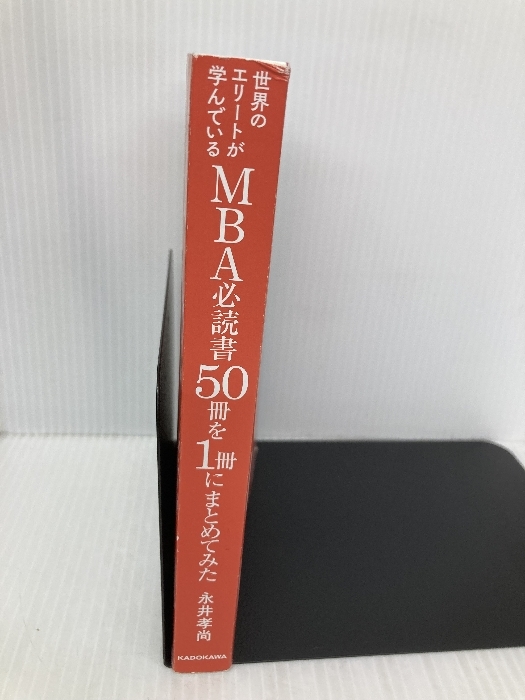 世界の
エリートが
学んでいる
MBA必読書50冊を1冊にまとめてみた
永井孝尚
KADOKAWA